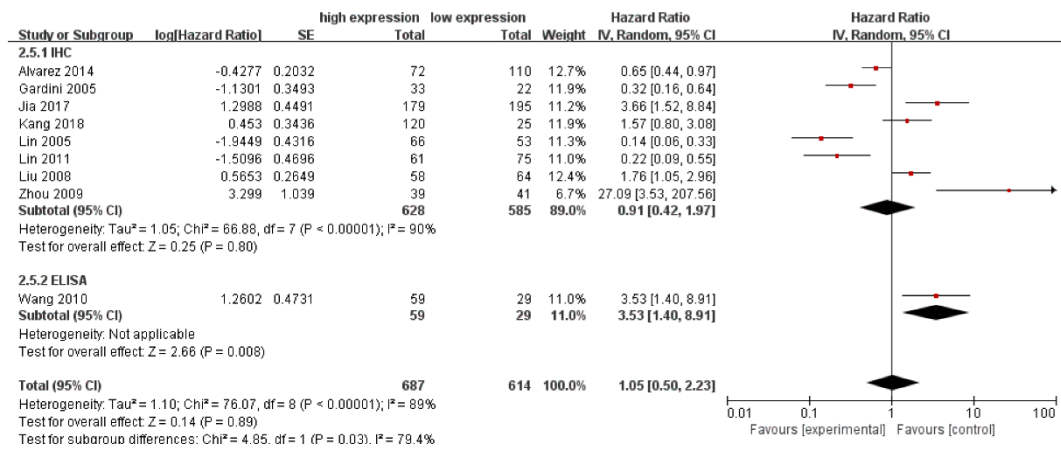 high expression low expression Hazard Ratio Hazard Ratio
Study or Subgroup log[Hazard Ratio] SE Total Total Weight IV, Random, 95% CI IV, Random, 95% CI
2.5.1 IHC
Alvarez 2014 -0.4277 0.2032 72 110 12.7% 0.65 [0.44, 0.97]
Gardini 2005 -1.1301 0.3493 33 22 11.9% 0.32 [0.16, 0.64]
Jia 2017 1.2988 0.4491 179 195 11.2% 3.66 [1.52, 8.84]
Kang 2018 0.453 0.3436 120 25 11.9% 1.57 [0.80, 3.08]
Lin 2005 -1.9449 0.4316 66 53 11.3% 0.14 [0.06, 0.33]
Lin 2011 -1.5096 0.4696 61 75 11.0% 0.22 [0.09, 0.55]
Liu 2008 0.5653 0.2649 58 64 12.4% 1.76 [1.05, 2.96]
Zhou 2009 3.299 1.039 39 41 6.7% 27.09 [3.53, 207.56]
Subtotal (95% CI) 628 585 89.0% 0.91 [0.42, 1.97]
Heterogeneity: Tau² = 1.05; Chi² = 66.88, df = 7 (P < 0.00001); I² = 90%
Test for overall effect: Z = 0.25 (P = 0.80)
2.5.2 ELISA
Wang 2010 1.2602 0.4731 59 29 11.0% 3.53 [1.40, 8.91]
Subtotal (95% CI) 59 29 11.0% 3.53 [1.40, 8.91]
Heterogeneity: Not applicable
Test for overall effect: Z = 2.66 (P = 0.008)
Total (95% CI) 687 614 100.0% 1.05 [0.50, 2.23]
Heterogeneity: Tau² = 1.10; Chi² = 76.07, df = 8 (P < 0.00001); I² = 89%
Test for overall effect: Z = 0.14 (P = 0.89)
Test for subgroup differences: Chi² = 4.85, df = 1 (P = 0.03), I² = 79.4%
0.01 0.1 1 10 100
Favours [experimental] Favours [control]